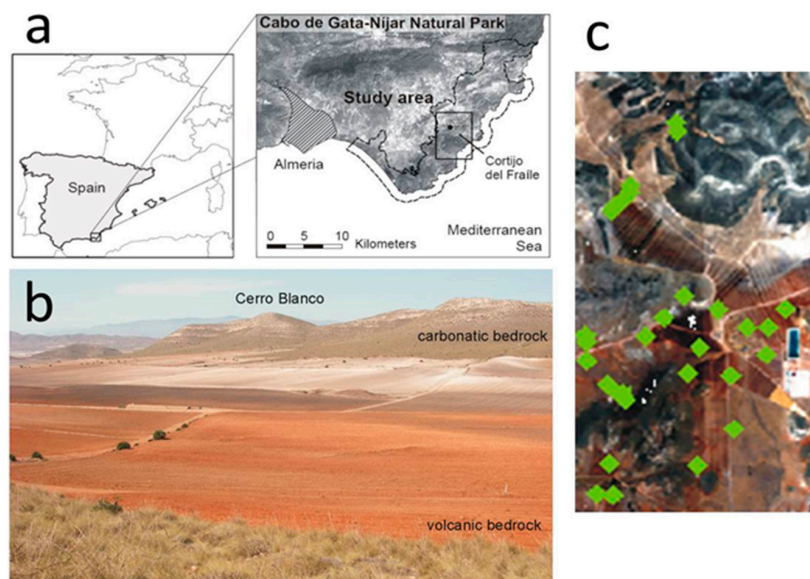 a
Spain
Cabo de Gata-Níjar Natural Park
Study area
Almeria
Cortijo
del Fraile
Mediterranean
Sea
0 5 10
Kilometers
b
Cerro Blanco
carbonatic bedrock
volcanic bedrock
c